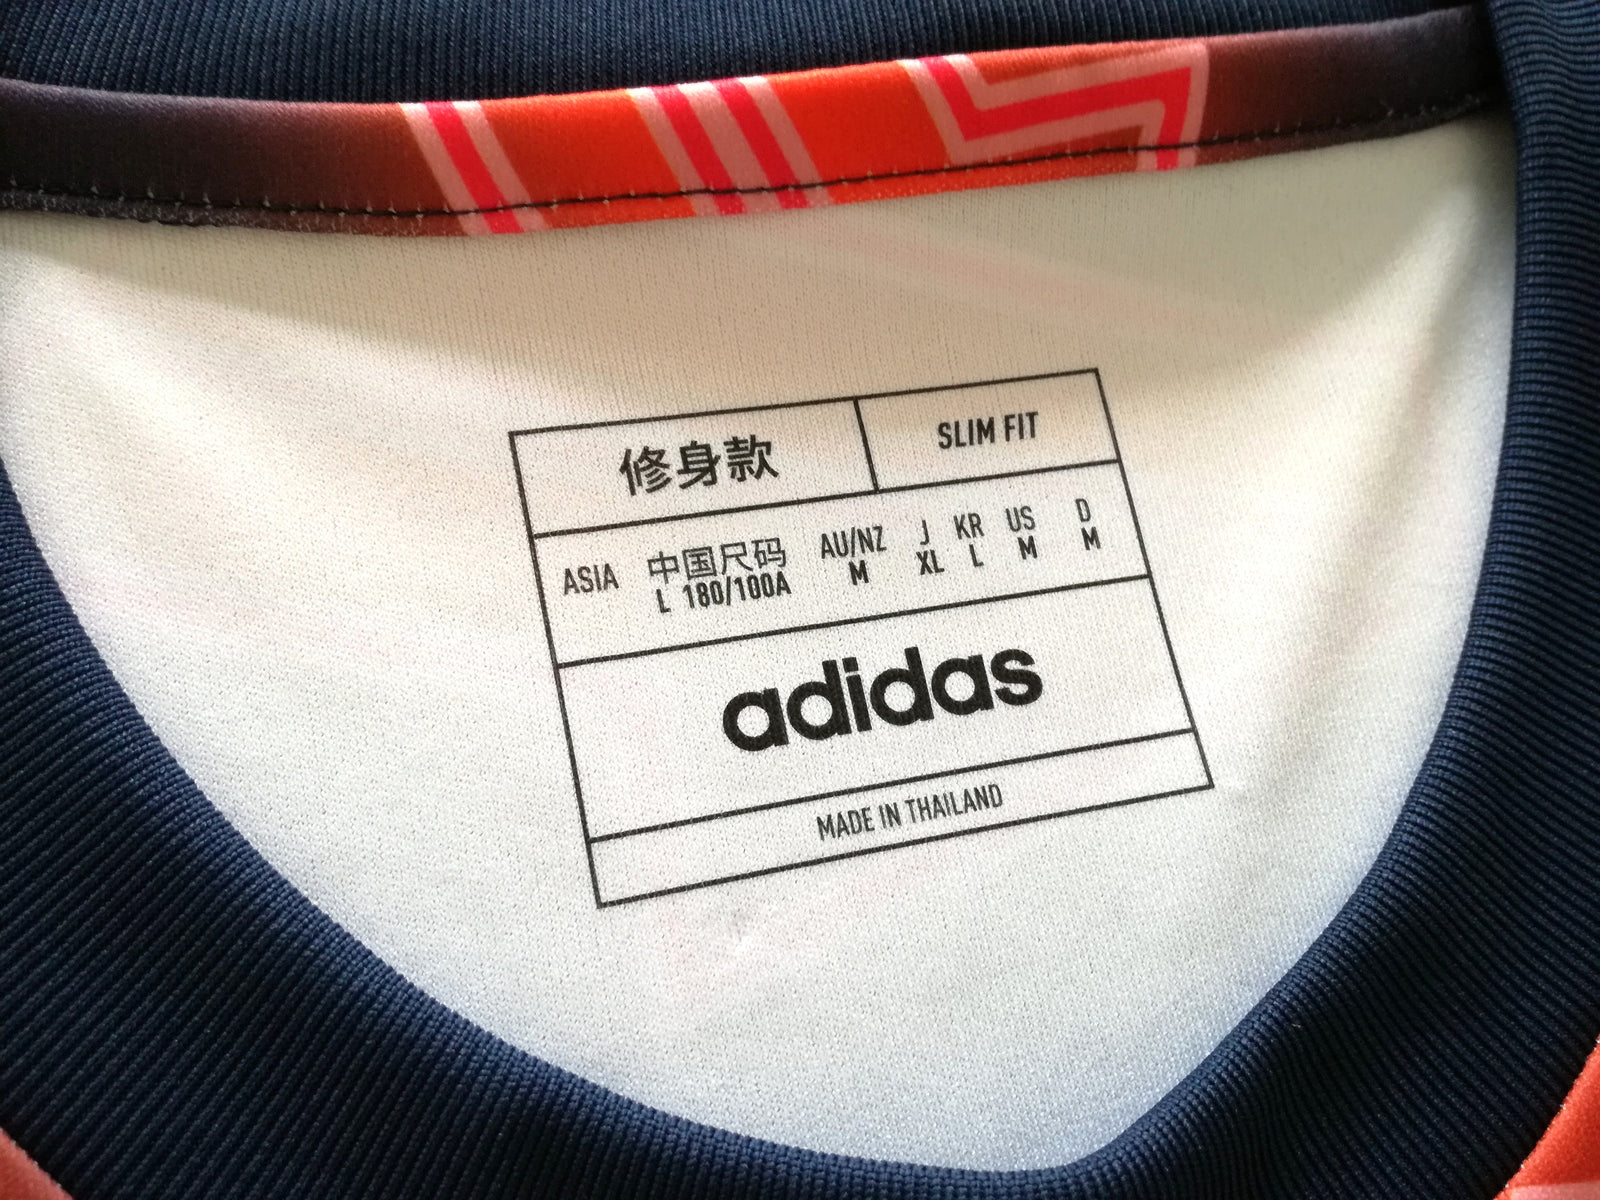 修身款 SLIM FIT
ASIA 中国尺码 AU/NZ J KR US D
L 180/100A M XL L M M
adidas
MADE IN THAILAND